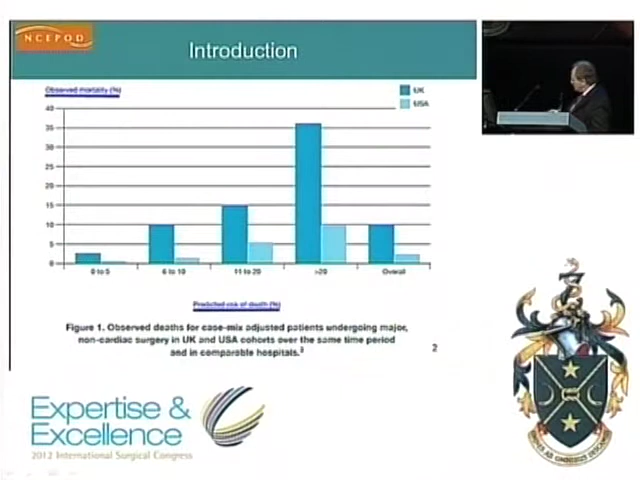 NCEPOD
Introduction
Observed mortality (%)
UK
USA
40
35
30
25
20
15
10
5
0
0 to 5
6 to 10
11 to 20
>20
Overall
Predicted risk of death (%)
Figure 1. Observed deaths for case-mix adjusted patients undergoing major,
non-cardiac surgery in UK and USA cohorts over the same time period
and in comparable hospitals.
2
Expertise &
Excellence
2012 International Surgical Congress